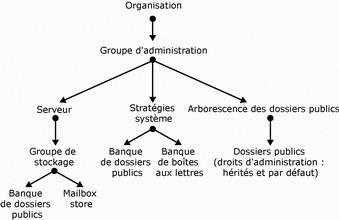 Organisation
Groupe d'administration
Serveur
Stratégies
système
Arborescence des dossiers publics
Groupe de
stockage
Banque
de dossiers
publics
Banque
de boîtes
aux lettres
Dossiers publics
(droits d'administration :
hérités et par défaut)
Banque
de dossiers
publics
Mailbox
store